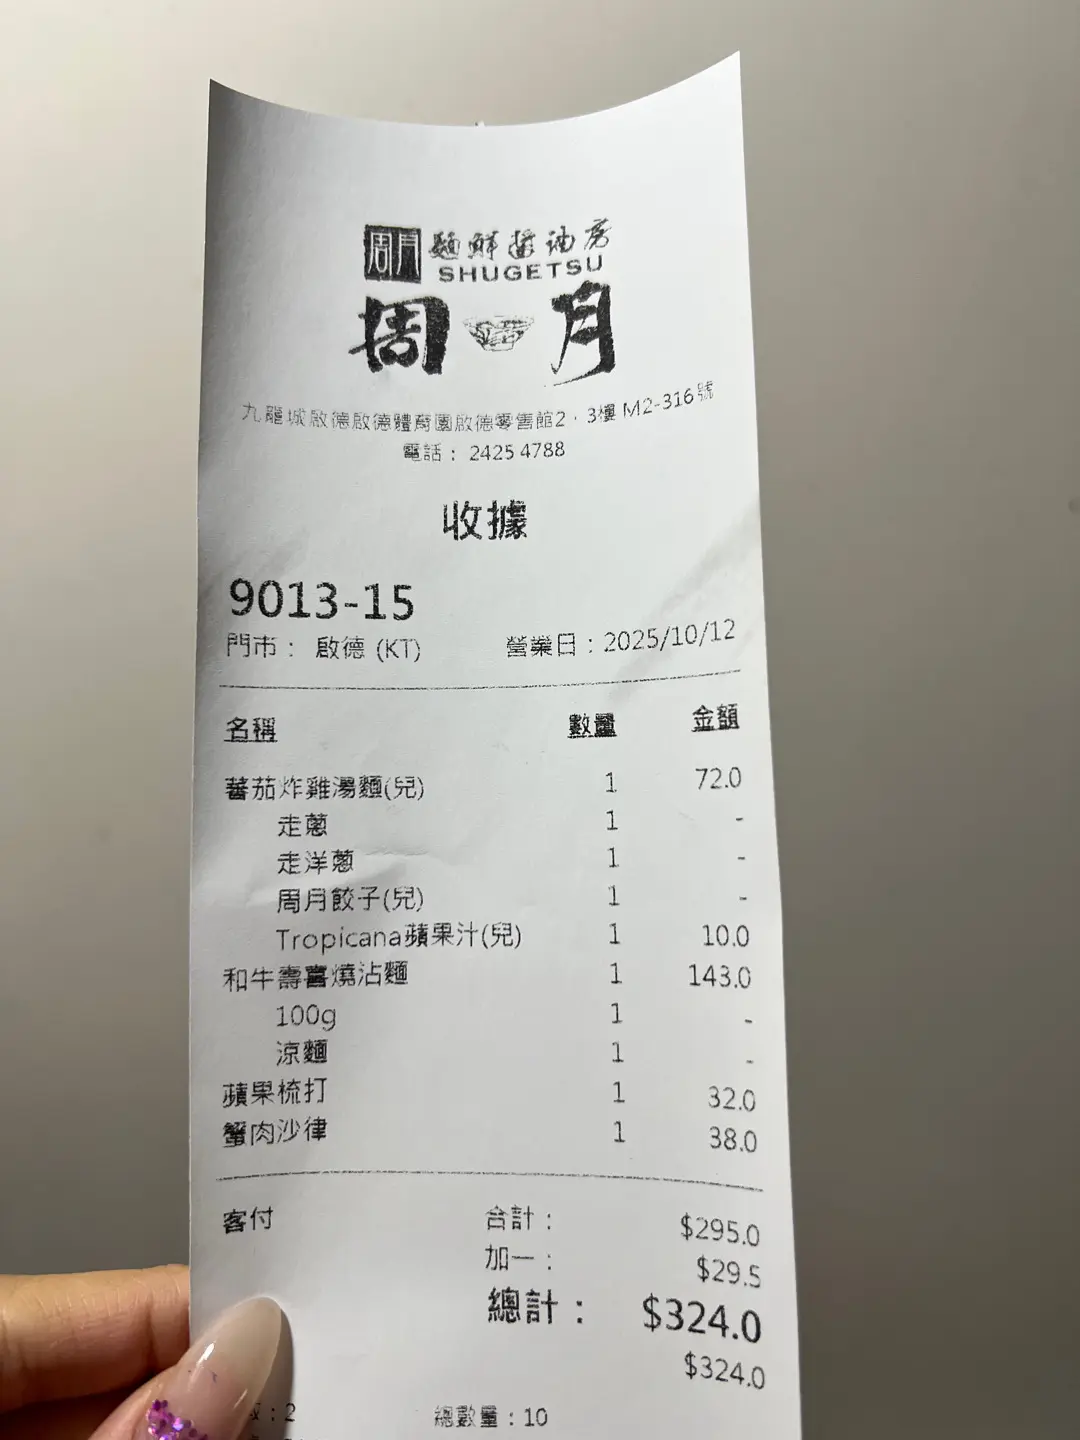 周月 麵鮮醬油房
SHUGETSU
周月
九龍城啟德啟德體育園啟德零售館2，3樓 M2-316號
電話： 2425 4788
收據
9013-15
門市： 啟德 (KT) 營業日：2025/10/12
名稱 數量 金額
蕃茄炸雞湯麵(兒) 1 72.0
走蔥 1 -
走洋蔥 1 -
周月餃子(兒) 1 -
Tropicana蘋果汁(兒) 1 10.0
和牛壽喜燒沾麵 1 143.0
100g 1 -
涼麵 1 -
蘋果梳打 1 32.0
蟹肉沙律 1 38.0
客付 合計： $295.0
加一： $29.5
總計： $324.0
$324.0
：2 總數量：10